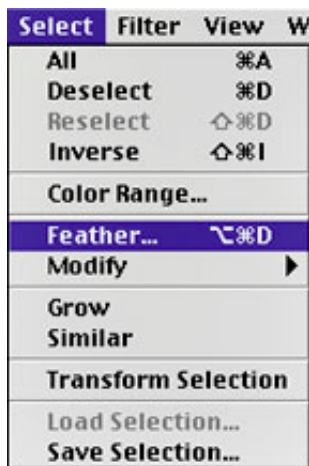 Select Filter View W
All ⌘A
Deselect ⌘D
Reselect ⇧⌘D
Inverse ⇧⌘I
Color Range...
Feather... ⌥⌘D
Modify ▶
Grow
Similar
Transform Selection
Load Selection...
Save Selection...